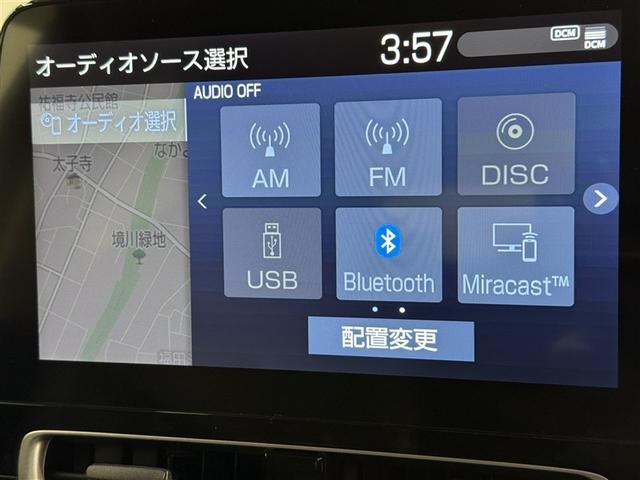 オーディオソース選択
3:57
DCM
DCM
AUDIO OFF
祐福寺公民館
オーディオ選択
なか
太子寺
境川緑地
AM
FM
DISC
USB
Bluetooth
Miracast™
配置変更